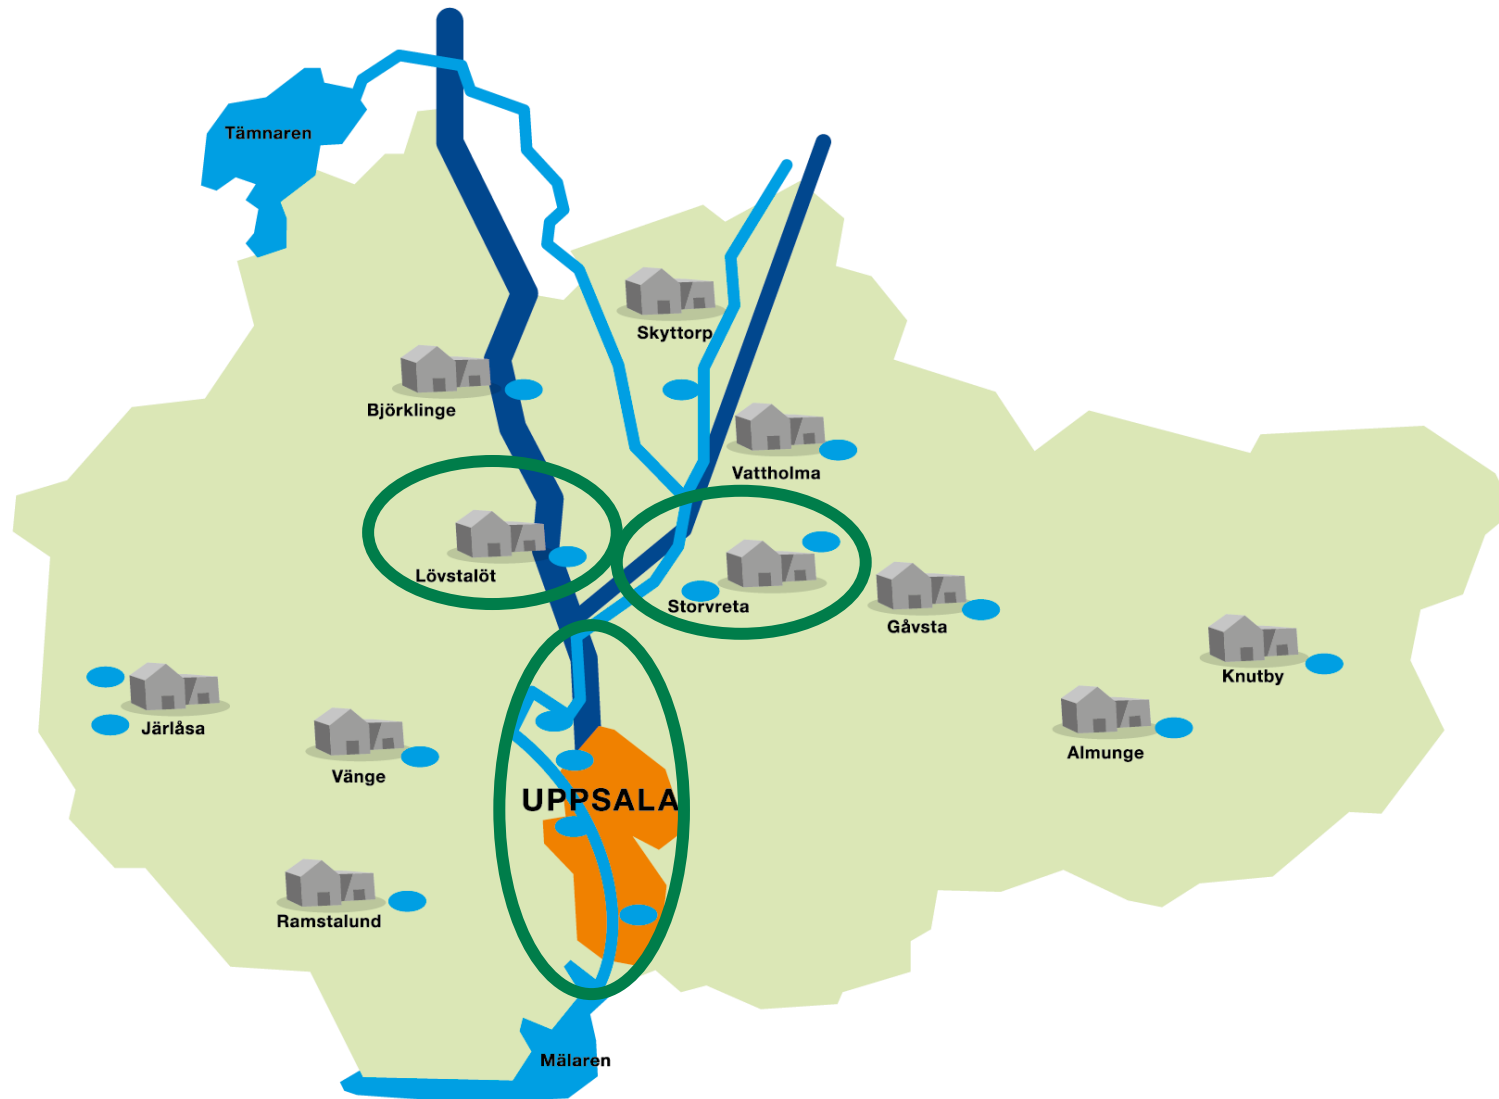 Tämnaren
Skyttorp
Björklinge
Vattholma
Lövstalöt
Storvreta
Gåvsta
Knutby
Järlåsa
Almunge
Vänge
UPPSALA
Ramstalund
Mälaren